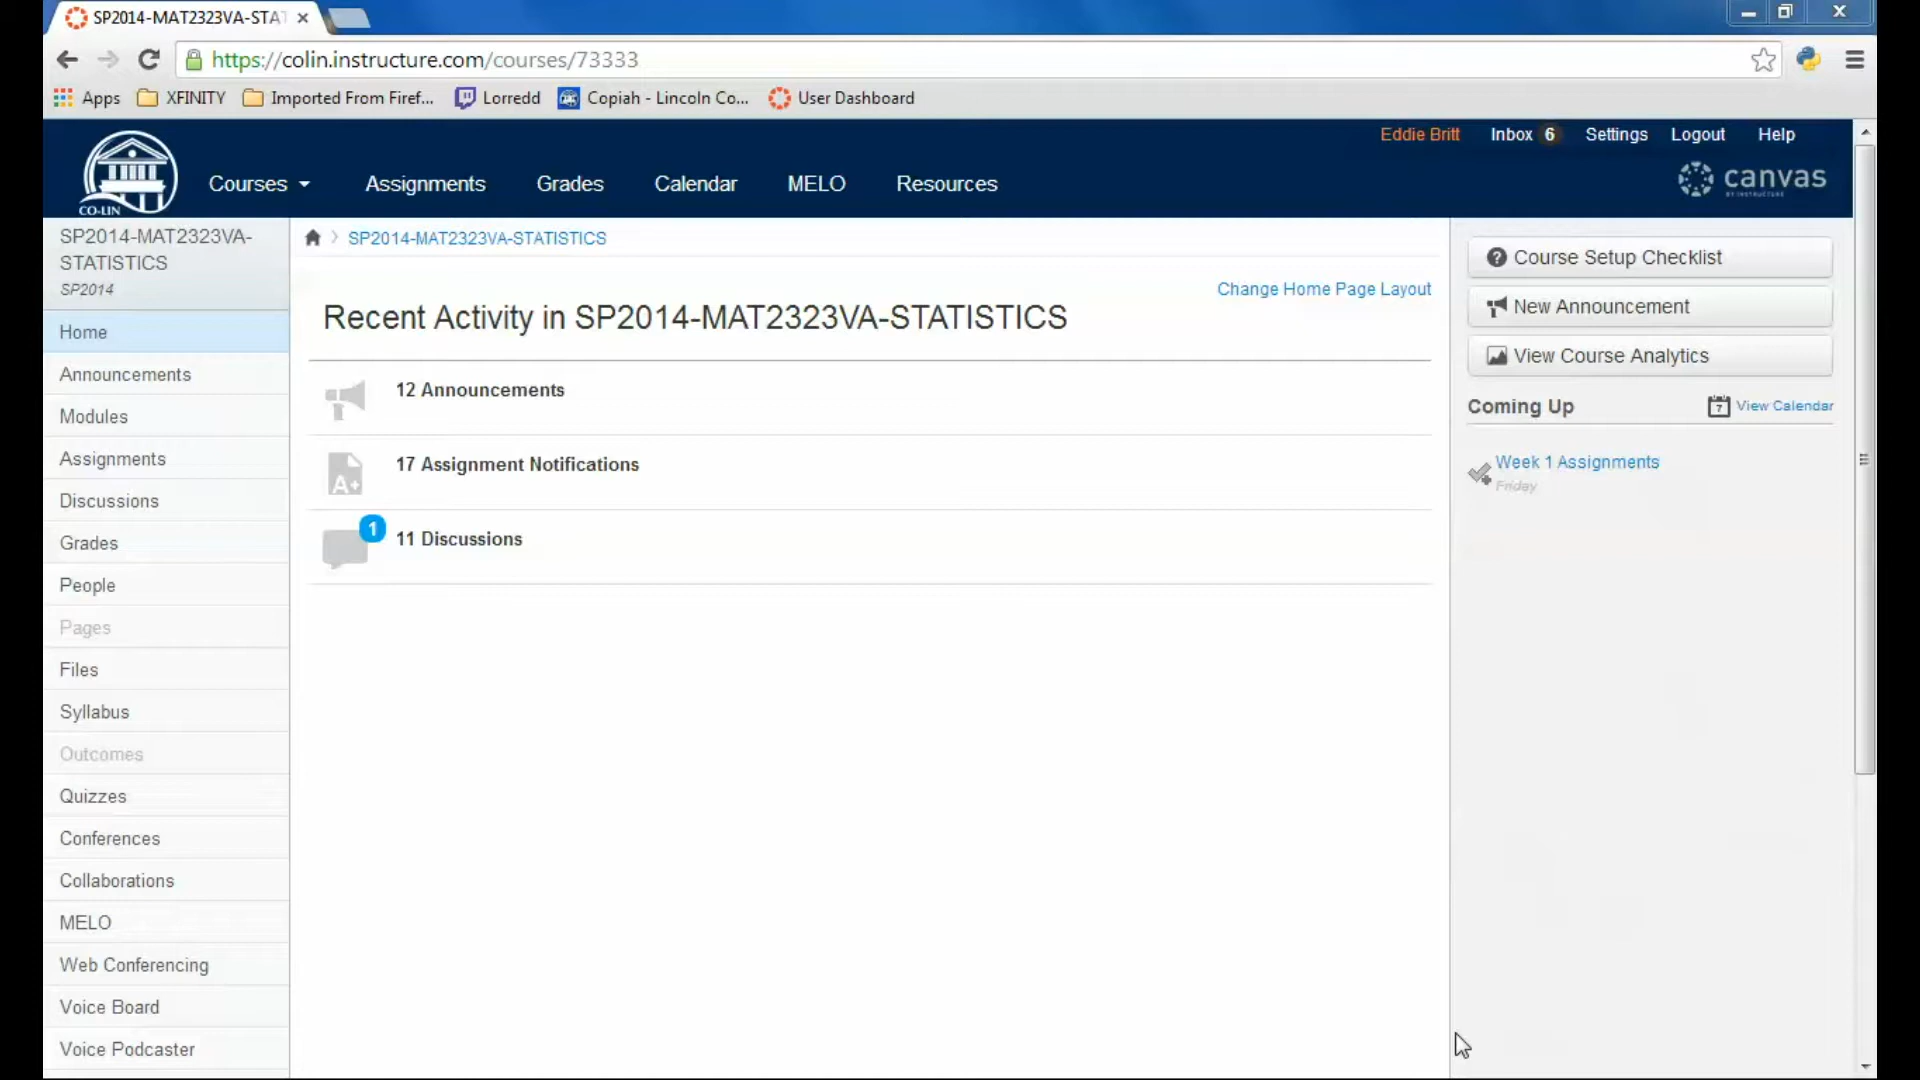 SP2014-MAT2323VA-STAT
https://colin.instructure.com/courses/73333
Apps XFINITY Imported From Firef... Lorredd Copiah - Lincoln Co... User Dashboard
Eddie Britt Inbox 6 Settings Logout Help
CO-LIN
Courses Assignments Grades Calendar MELO Resources
canvas
BY INSTRUCTURE
SP2014-MAT2323VA-
STATISTICS
SP2014
Home
Announcements
Modules
Assignments
Discussions
Grades
People
Pages
Files
Syllabus
Outcomes
Quizzes
Conferences
Collaborations
MELO
Web Conferencing
Voice Board
Voice Podcaster
SP2014-MAT2323VA-STATISTICS
Change Home Page Layout
Recent Activity in SP2014-MAT2323VA-STATISTICS
12 Announcements
A+
17 Assignment Notifications
1
11 Discussions
Course Setup Checklist
New Announcement
View Course Analytics
Coming Up 7 View Calendar
Week 1 Assignments
Friday